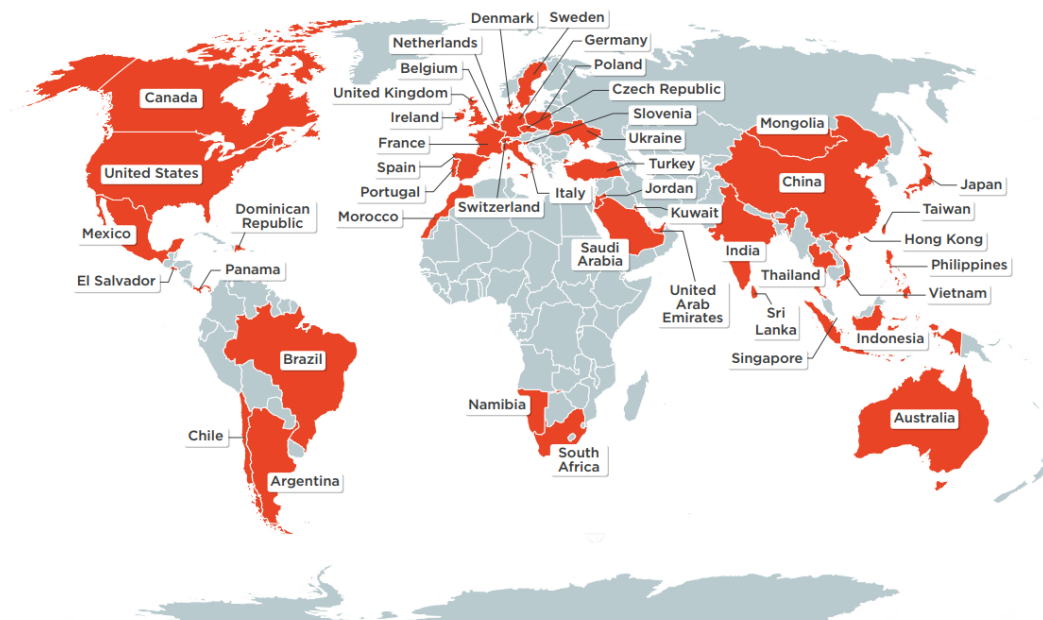 Denmark
Sweden
Netherlands
Germany
Belgium
Poland
United Kingdom
Czech Republic
Canada
Ireland
Slovenia
France
Ukraine
Mongolia
Spain
Turkey
United States
Portugal
Switzerland
Italy
Jordan
China
Japan
Morocco
Kuwait
Taiwan
Dominican
Republic
Mexico
Saudi
Arabia
India
Hong Kong
El Salvador
Panama
Thailand
Philippines
United
Arab
Emirates
Vietnam
Sri
Lanka
Indonesia
Singapore
Brazil
Namibia
Australia
Chile
South
Africa
Argentina